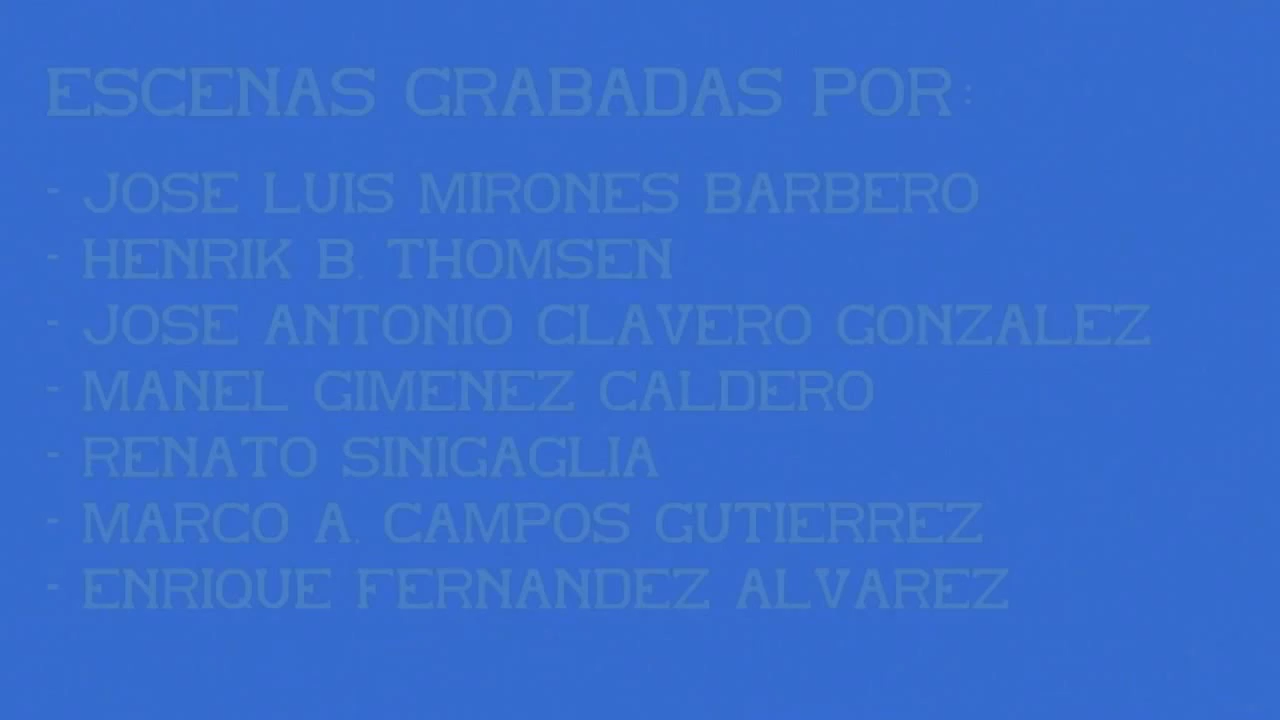 ESCENAS GRABADAS POR:
- JOSE LUIS MIRONES BARBERO
- HENRIK B. THOMSEN
- JOSE ANTONIO CLAVERO GONZALEZ
- MANEL GIMENEZ CALDERO
- RENATO SINIGAGLIA
- MARCO A. CAMPOS GUTIERREZ
- ENRIQUE FERNANDEZ ALVAREZ